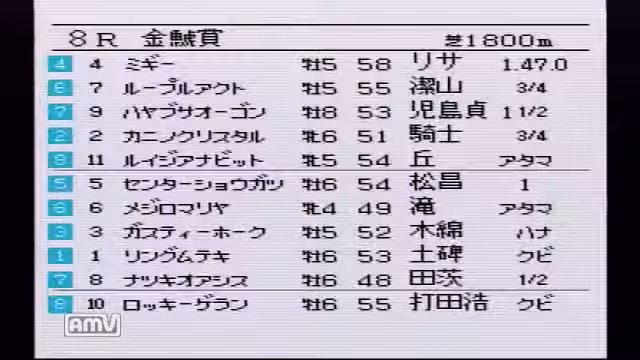 8R 金鯱賞 芝1800m
4 4 ミギー 牡5 58 リサ 1.47.0
6 7 ループルアクト 牡5 55 潔山 3/4
7 9 ハヤブサオーゴン 牡8 53 児島貞 1 1/2
2 2 カニノクリスタル 牝6 51 騎士 3/4
8 11 ルイジアナビット 牝5 54 丘 アタマ
5 5 センターショウガツ 牡6 54 松昌 1
6 6 メジロマリヤ 牝4 49 滝 アタマ
3 3 ガスティーホーク 牡5 52 木綿 ハナ
1 1 リングムテキ 牡6 53 土碑 クビ
7 8 ナツキオアシス 牡6 48 田茨 1/2
8 10 ロッキーゲラン 牡6 55 打田浩 クビ
AMV